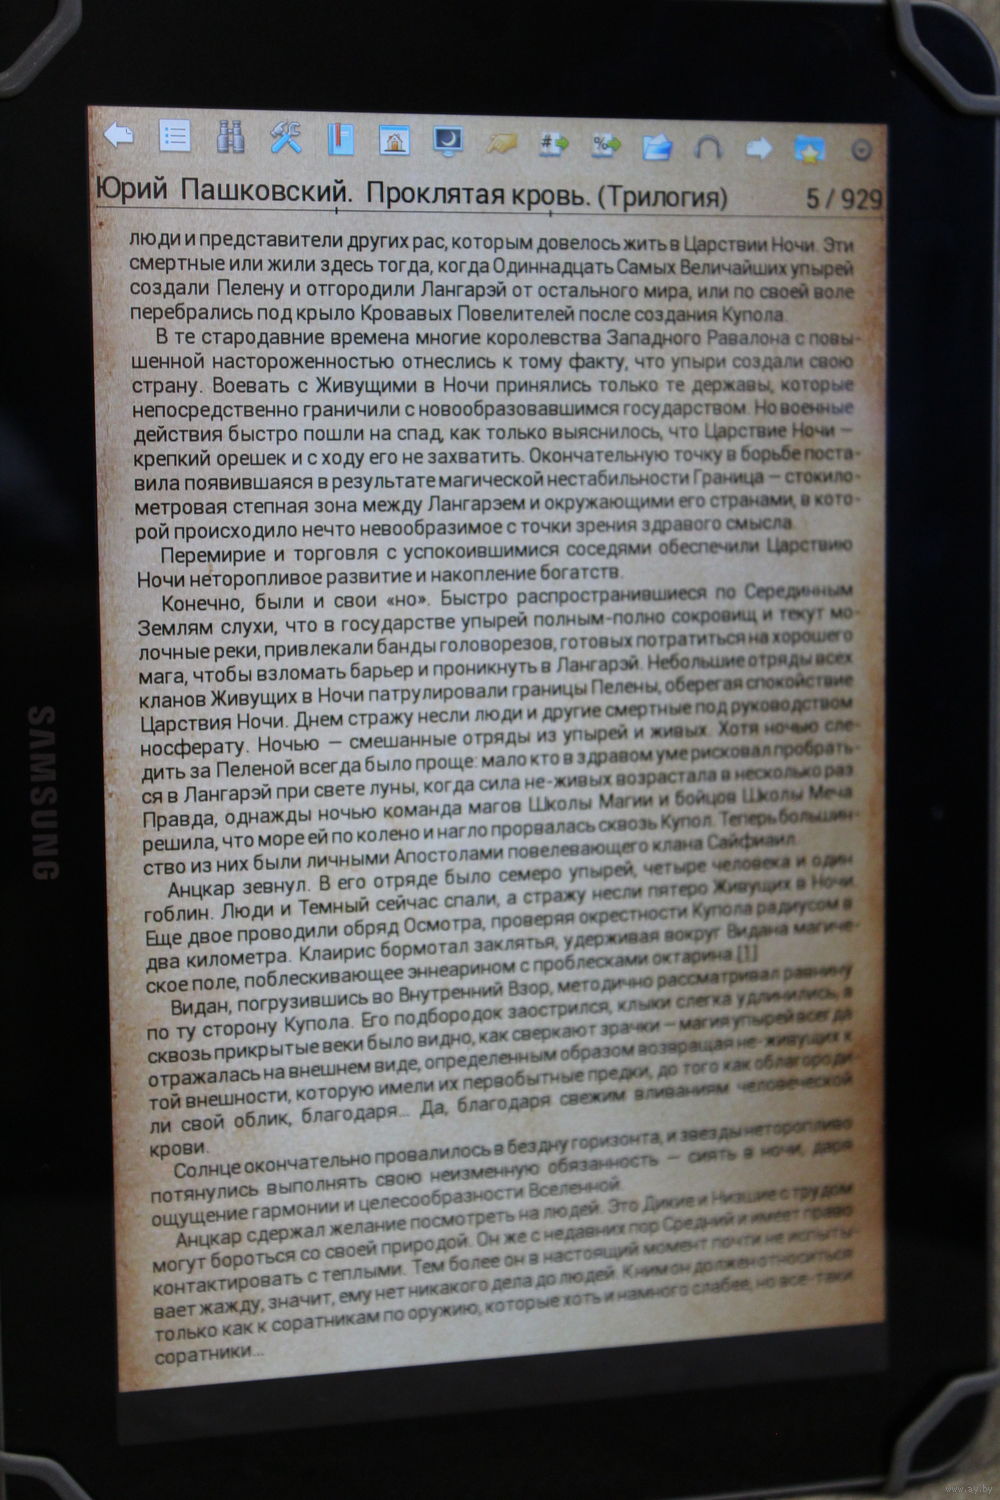 Юрий Пашковский. Проклятая кровь. (Трилогия) 5 / 929
люди и представители других рас, которым довелось жить в Царствии Ночи. Эти
смертные или жили здесь тогда, когда Одиннадцать Самых Величайших упырей
создали Пелену и отгородили Лангарэй от остального мира, или по своей воле
перебрались под крыло Кровавых Повелителей после создания Купола.
В те стародавние времена многие королевства Западного Равалона с повы-
шенной настороженностью отнеслись к тому факту, что упыри создали свою
страну. Воевать с Живущими в Ночи принялись только те державы, которые
непосредственно граничили с новообразовавшимся государством. Но военные
действия быстро пошли на спад, как только выяснилось, что Царствие Ночи —
крепкий орешек и с ходу его не захватить. Окончательную точку в борьбе поста-
вила появившаяся в результате магической нестабильности Граница — стокило-
метровая степная зона между Лангарэем и окружающими его странами, в кото-
рой происходило нечто невообразимое с точки зрения здравого смысла.
Перемирие и торговля с успокоившимися соседями обеспечили Царствию
Ночи неторопливое развитие и накопление богатств.
Конечно, были и свои «но». Быстро распространившиеся по Серединным
Землям слухи, что в государстве упырей полным-полно сокровищ и текут мо-
лочные реки, привлекали банды головорезов, готовых потратиться на хорошего
мага, чтобы взломать барьер и проникнуть в Лангарэй. Небольшие отряды всех
кланов Живущих в Ночи патрулировали границы Пелены, оберегая спокойствие
Царствия Ночи. Днем стражу несли люди и другие смертные под руководством
носферату. Ночью — смешанные отряды из упырей и живых. Хотя ночью сле-
дить за Пеленой всегда было проще: мало кто в здравом уме рисковал пробрать-
ся в Лангарэй при свете луны, когда сила не-живых возрастала в несколько раз.
Правда, однажды ночью команда магов Школы Магии и бойцов Школы Меча
решила, что море ей по колено и нагло прорвалась сквозь Купол. Теперь большин-
ство из них были личными Апостолами повелевающего клана Сайфиаил.
Анцкар зевнул. В его отряде было семеро упырей, четыре человека и один
гоблин. Люди и Темный сейчас спали, а стражу несли пятеро Живущих в Ночи.
Еще двое проводили обряд Осмотра, проверяя окрестности Купола радиусом в
два километра. Клаирис бормотал заклятья, удерживая вокруг Видана магиче-
ское поле, поблескивающее эннеарином с проблесками октарина.[1]
Видан, погрузившись во Внутренний Взор, методично рассматривал равнину
по ту сторону Купола. Его подбородок заострился, клыки слегка удлинились, а
сквозь прикрытые веки было видно, как сверкают зрачки — магия упырей всегда
отражалась на внешнем виде, определенным образом возвращая не-живущих к
той внешности, которую имели их первобытные предки, до того как облагороди
ли свой облик, благодаря... Да, благодаря свежим вливаниям человеческой
крови.
Солнце окончательно провалилось в бездну горизонта, и звезды неторопливо
потянулись выполнять свою неизменную обязанность — сиять в ночи, даря
ощущение гармонии и целесообразности Вселенной.
Анцкар сдержал желание посмотреть на людей. Это Дикие и Низшие с трудом
могут бороться со своей природой. Он же с недавних пор Средний и имеет право
контактировать с теплыми. Тем более он в настоящий момент почти не испыты-
вает жажду, значит, ему нет никакого дела до людей. К ним он должен относиться
только как к соратникам по оружию, которые хоть и намного слабее, но все-таки
соратники...
SAMSUNG
www.ay.by